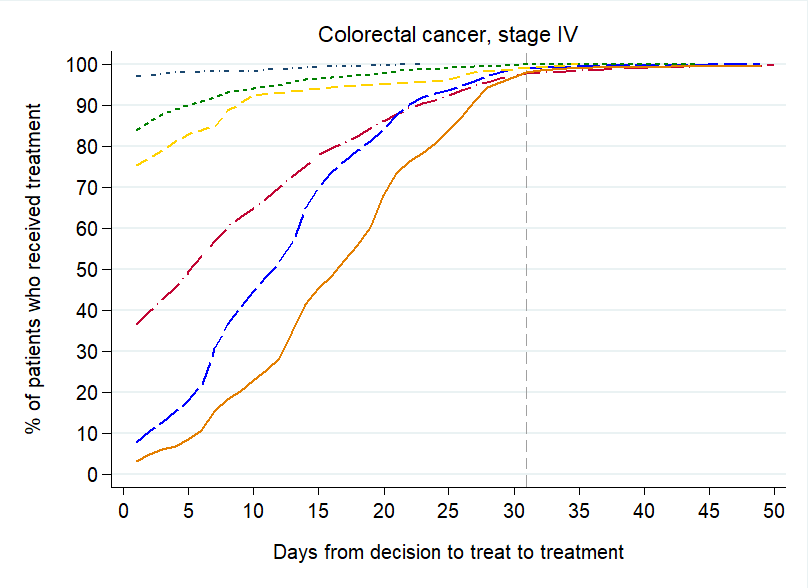 Colorectal cancer, stage IV
% of patients who received treatment
100
90
80
70
60
50
40
30
20
10
0
0 5 10 15 20 25 30 35 40 45 50
Days from decision to treat to treatment